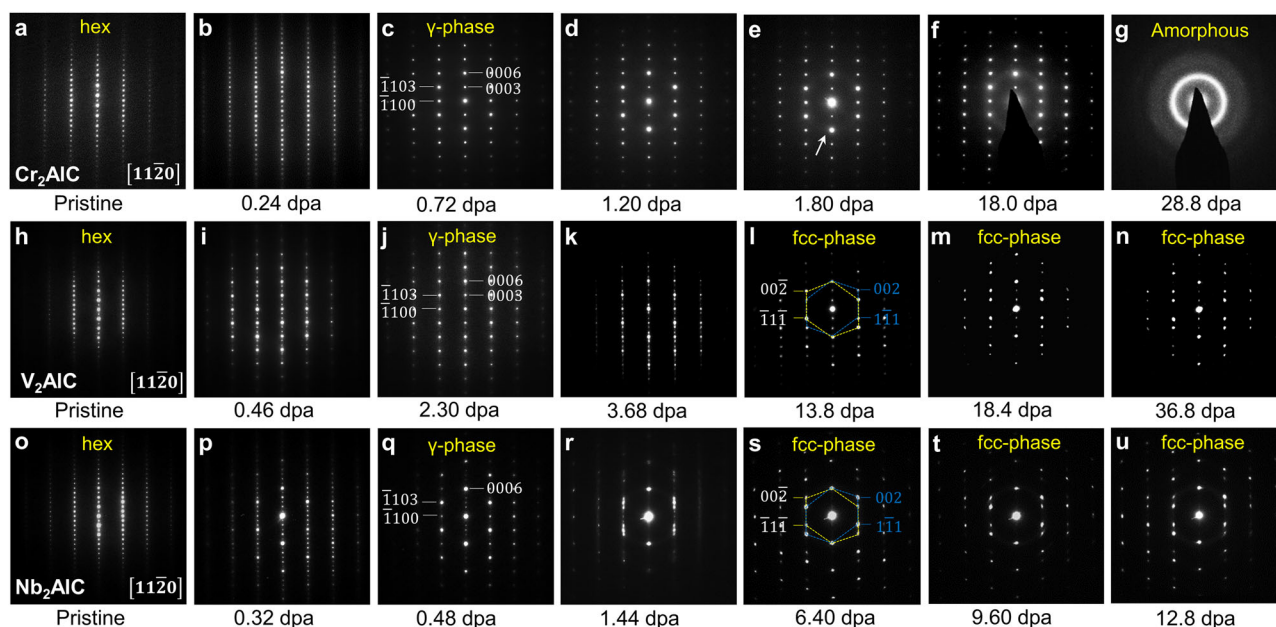 a hex
b
c γ-phase
d
e
f
g Amorphous
0006
1̄103
0003
1̄100
Cr₂AlC [112̄0]
Pristine 0.24 dpa 0.72 dpa 1.20 dpa 1.80 dpa 18.0 dpa 28.8 dpa
h hex
i
j γ-phase
k
l fcc-phase
m fcc-phase
n fcc-phase
0006
1̄103
0003
1̄100
002̄ 002
1̄11̄ 11̄1
V₂AlC [112̄0]
Pristine 0.46 dpa 2.30 dpa 3.68 dpa 13.8 dpa 18.4 dpa 36.8 dpa
o hex
p
q γ-phase
r
s fcc-phase
t fcc-phase
u fcc-phase
0006
1̄103
1̄100
002̄ 002
1̄11̄ 11̄1
Nb₂AlC [112̄0]
Pristine 0.32 dpa 0.48 dpa 1.44 dpa 6.40 dpa 9.60 dpa 12.8 dpa